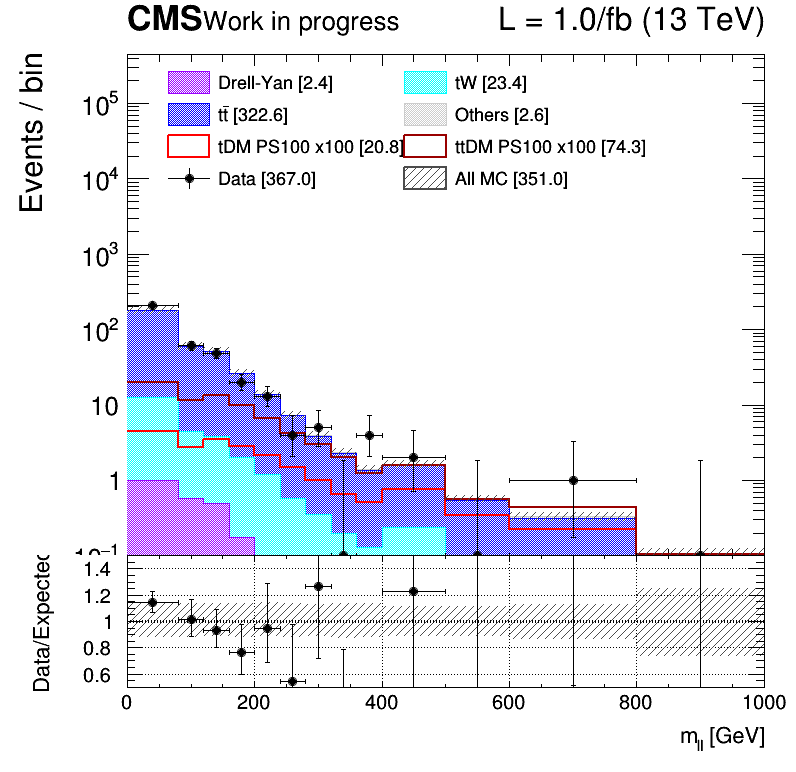 CMS Work in progress L = 1.0/fb (13 TeV)
Events / bin
Drell-Yan [2.4] tW [23.4]
tt̄ [322.6] Others [2.6]
tDM PS100 x100 [20.8] ttDM PS100 x100 [74.3]
Data [367.0] All MC [351.0]
10⁵
10⁴
10³
10²
10
1
10⁻¹
Data/Expected
1.4
1.2
1
0.8
0.6
0 200 400 600 800 1000
m_ll [GeV]